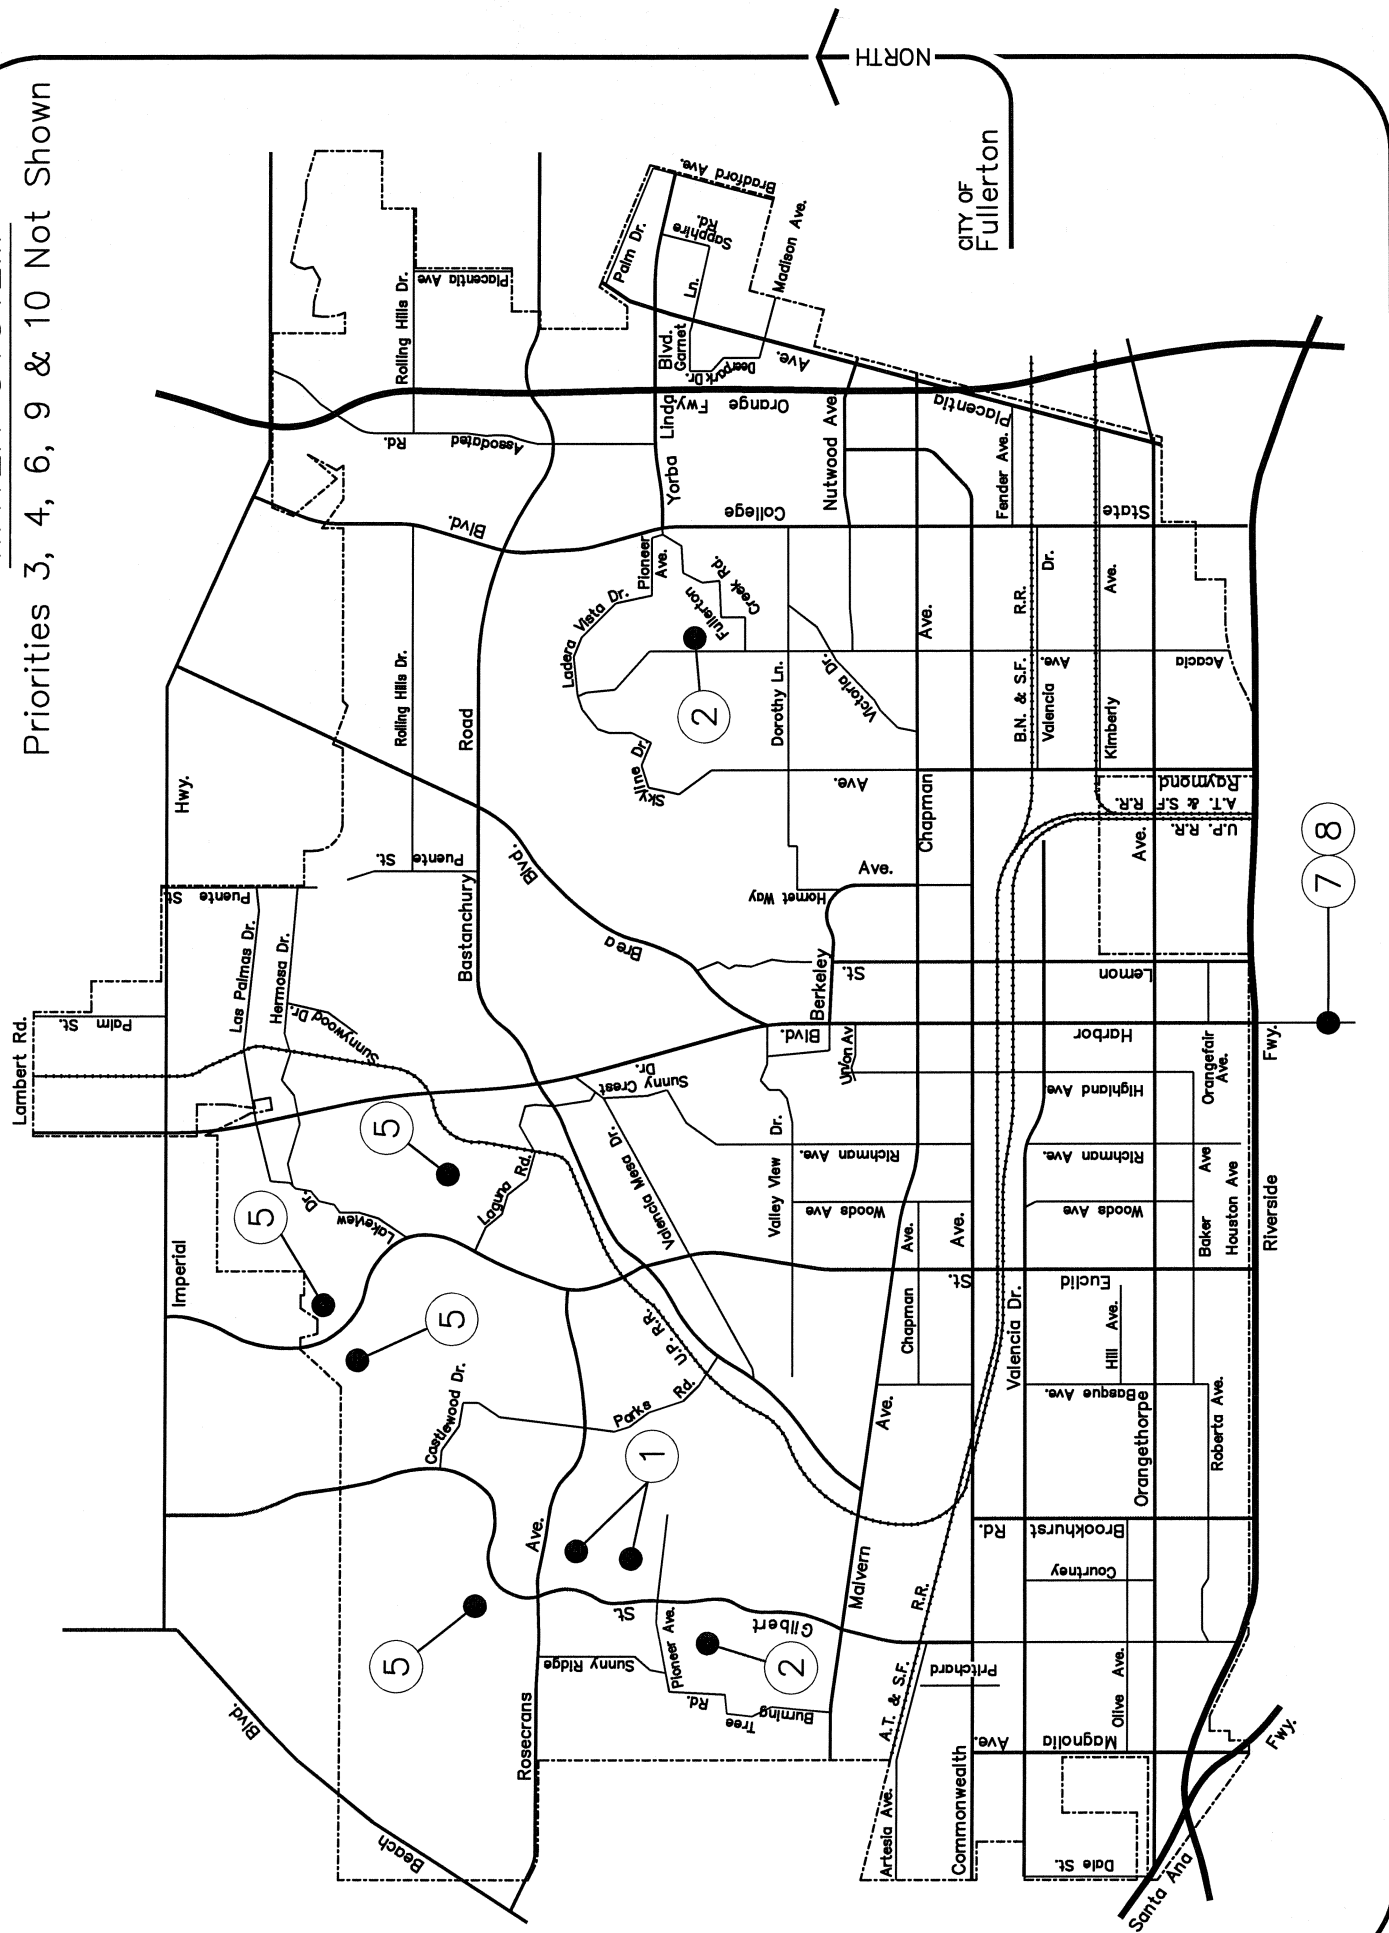 Priorities 3, 4, 6, 9 & 10 Not Shown
NORTH
CITY OF
Fullerton
Lambert Rd.
Palm St.
Imperial
Hwy.
Puente St.
Las Palmas Dr.
Hermosa Dr.
Sunnywood Dr.
Lakeview
Dr.
Laguna Rd.
Rolling Hills Dr.
Rolling Hills Dr.
Puente St.
Placentia Ave
Associated
Rd.
Bastanchury
Road
Brea
Blvd.
Blvd.
Ladera Vista Dr.
Pioneer
Ave.
Skyline Dr.
Fullerton
Creek Rd.
Yorba
Linda
Blvd.
Palm Dr.
Bradford Ave.
Sapphire
Rd.
Garnet
Ln.
Deerpark Dr.
Madison Ave.
Orange
Fwy.
Placentia
Ave.
College
Nutwood Ave.
Dorothy Ln.
Victoria Dr.
Hornet Way
Berkeley
Ave.
Ave.
Chapman
Ave.
Fender Ave.
State
B.N. & S.F.
R.R.
Valencia
Dr.
Kimberly
Ave.
Acacia
Ave.
Raymond
A.T. & S.F. R.R.
U.P. R.R.
Ave.
Lemon
St.
Harbor
Blvd.
Union Av
Highland Ave.
Orangefair
Ave.
Sunny Crest
Dr.
Valencia Mesa Dr.
Valley View
Dr.
Richman Ave.
Richman Ave.
Woods Ave
Woods Ave.
Baker
Ave
Houston Ave
Riverside
Fwy.
Euclid
St.
Chapman
Ave.
Ave.
Valencia Dr.
Hill
Ave.
Basque Ave.
Orangethorpe
Roberta Ave.
Castlewood Dr.
Parks
Rd.
U.P. R.R.
Rosecrans
Ave.
Beach
Blvd.
Sunny Ridge
Pioneer Ave.
Burning
Tree
Rd.
Gilbert
St.
Malvern
Ave.
A.T. & S.F.
R.R.
Pritchard
Artesia Ave.
Commonwealth
Brookhurst
Rd.
Courtney
Olive Ave.
Magnolia
Ave.
Dale St.
Santa Ana
Fwy.
1
2
2
5
5
5
5
7
8